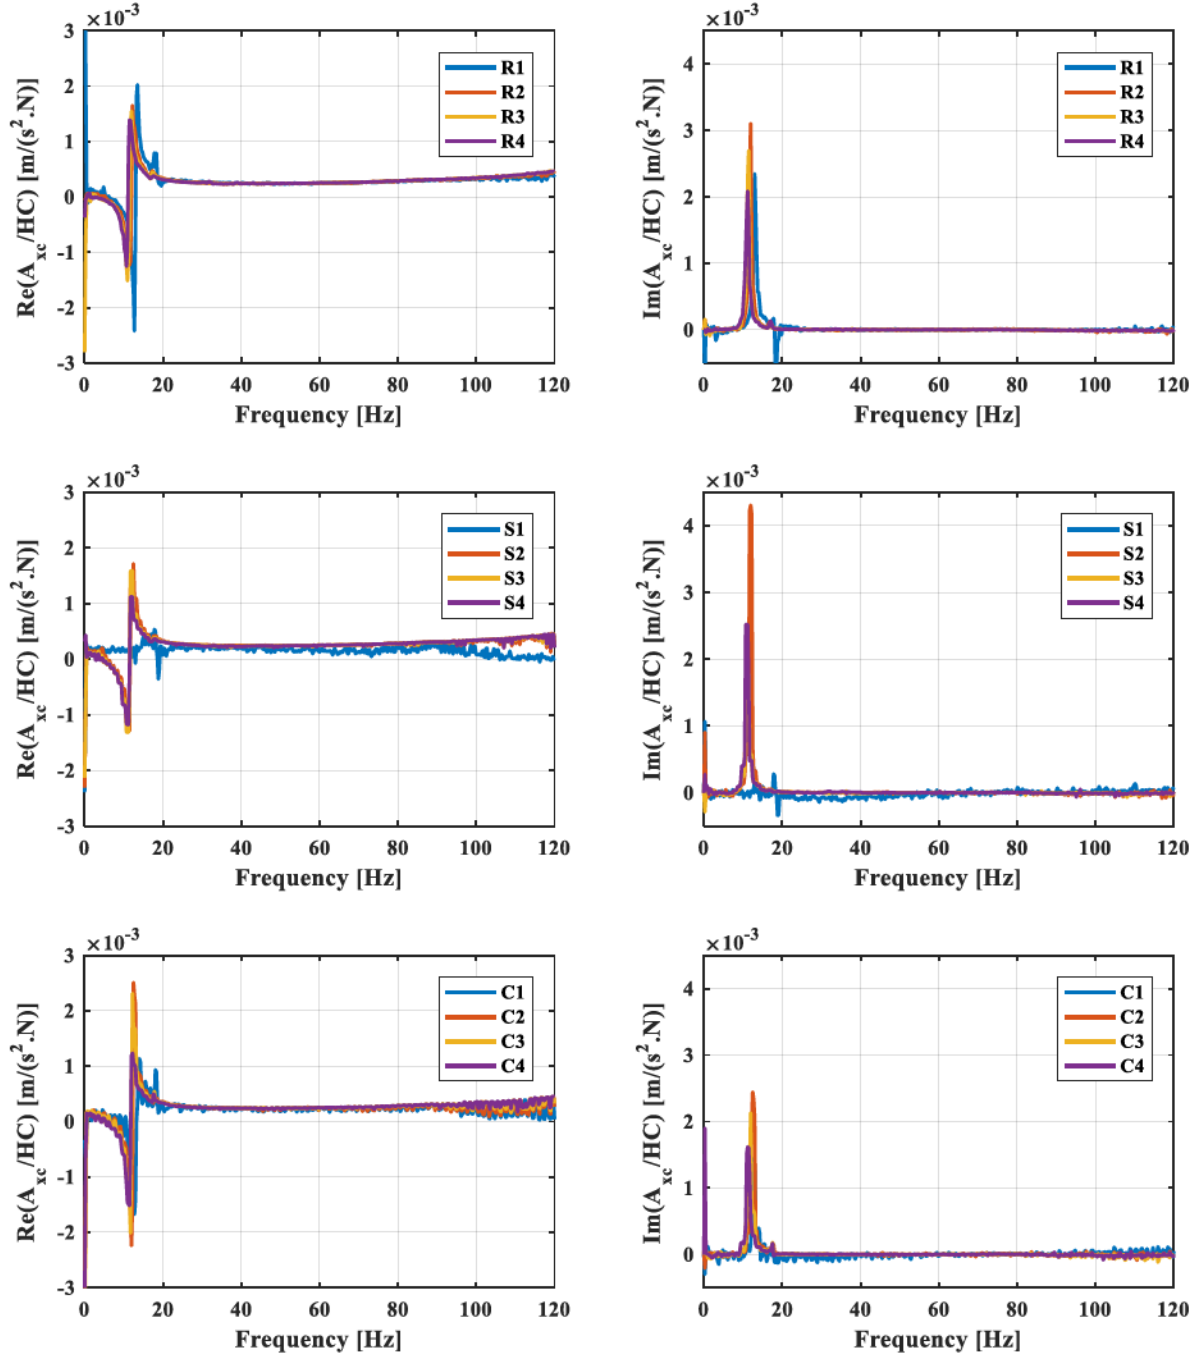 ×10⁻³
3
2
1
0
-1
-2
-3
Re(A_xc/HC) [m/(s².N)]
R1
R2
R3
R4
0 20 40 60 80 100 120
Frequency [Hz]
×10⁻³
4
3
2
1
0
Im(A_xc/HC) [m/(s².N)]
R1
R2
R3
R4
0 20 40 60 80 100 120
Frequency [Hz]
×10⁻³
3
2
1
0
-1
-2
-3
Re(A_xc/HC) [m/(s².N)]
S1
S2
S3
S4
0 20 40 60 80 100 120
Frequency [Hz]
×10⁻³
4
3
2
1
0
Im(A_xc/HC) [m/(s².N)]
S1
S2
S3
S4
0 20 40 60 80 100 120
Frequency [Hz]
×10⁻³
3
2
1
0
-1
-2
-3
Re(A_xc/HC) [m/(s².N)]
C1
C2
C3
C4
0 20 40 60 80 100 120
Frequency [Hz]
×10⁻³
4
3
2
1
0
Im(A_xc/HC) [m/(s².N)]
C1
C2
C3
C4
0 20 40 60 80 100 120
Frequency [Hz]